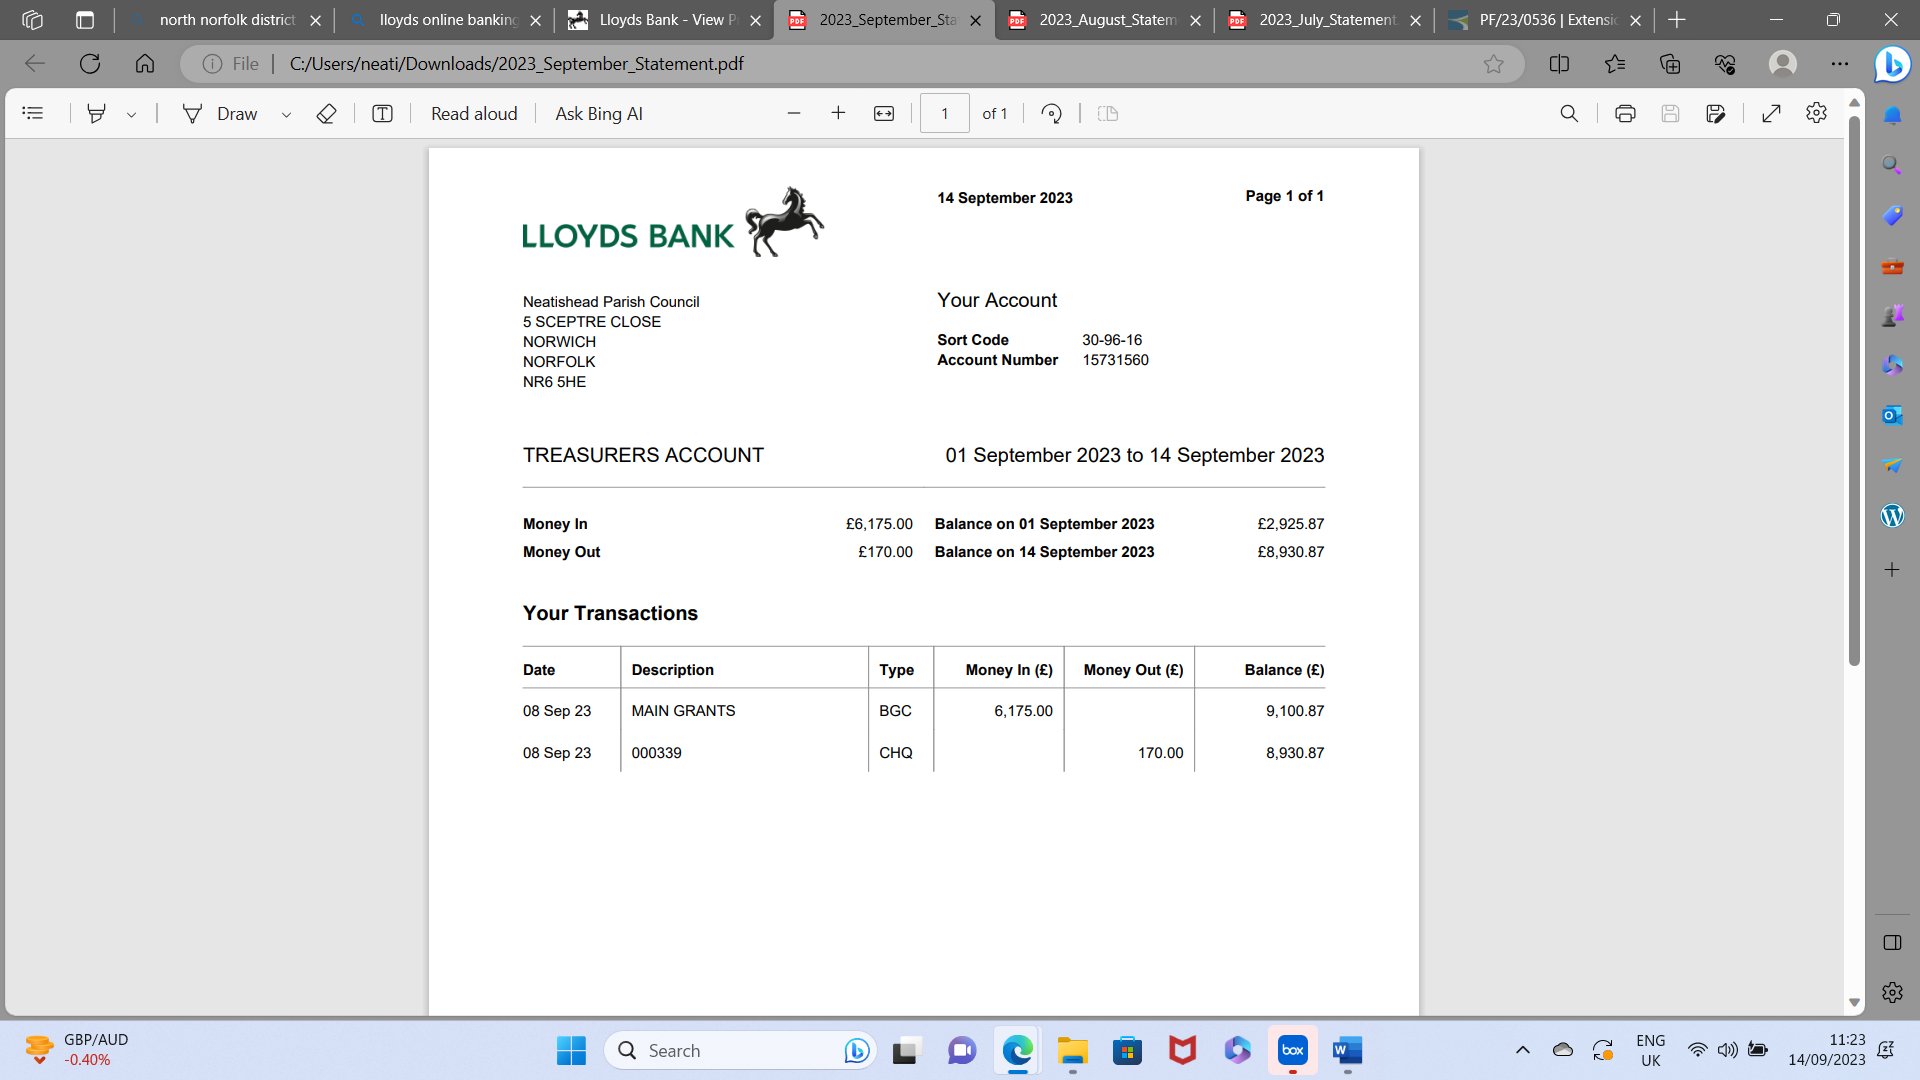 north norfolk district
lloyds online banking
Lloyds Bank - View P
2023_September_Sta
2023_August_Statem
2023_July_Statement
PF/23/0536 | Extensio
File
C:/Users/neati/Downloads/2023_September_Statement.pdf
Draw
Read aloud
Ask Bing AI
1 of 1
14 September 2023
Page 1 of 1
LLOYDS BANK
Neatishead Parish Council
5 SCEPTRE CLOSE
NORWICH
NORFOLK
NR6 5HE
Your Account
Sort Code 30-96-16
Account Number 15731560
TREASURERS ACCOUNT 01 September 2023 to 14 September 2023
Money In £6,175.00 Balance on 01 September 2023 £2,925.87
Money Out £170.00 Balance on 14 September 2023 £8,930.87
Your Transactions
Date Description Type Money In (£) Money Out (£) Balance (£)
08 Sep 23 MAIN GRANTS BGC 6,175.00 9,100.87
08 Sep 23 000339 CHQ 170.00 8,930.87
GBP/AUD
-0.40%
Search
box
ENG
UK
11:23
14/09/2023